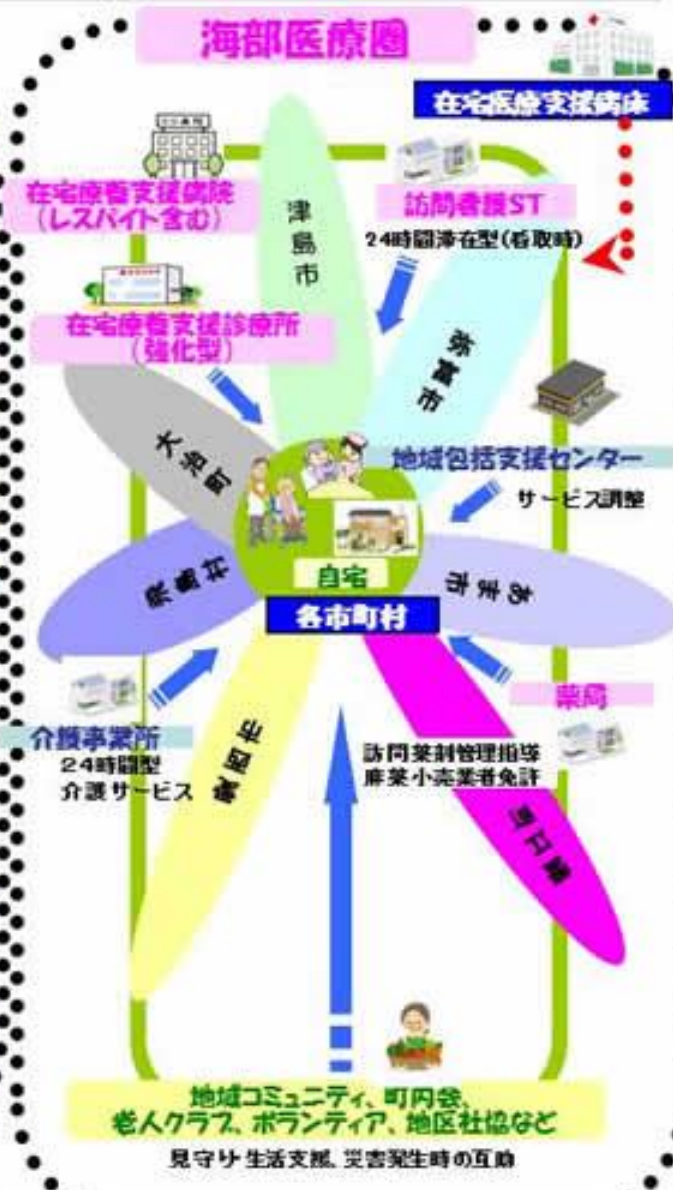 海部医療圏
在宅医療支援病床
在宅療養支援病院
(レスパイト含む)
津島市
訪問看護ST
24時間滞在型(看取時)
在宅療養支援診療所
(強化型)
弥富市
大治町
地域包括支援センター
サービス調整
飛島村
自宅
あま市
各市町村
薬局
介護事業所
24時間型
介護サービス
愛西市
訪問薬剤管理指導
麻薬小売業者免許
蟹江町
地域コミュニティ、町内会、
老人クラブ、ボランティア、地区社協など
見守り生活支援、災害発生時の互助